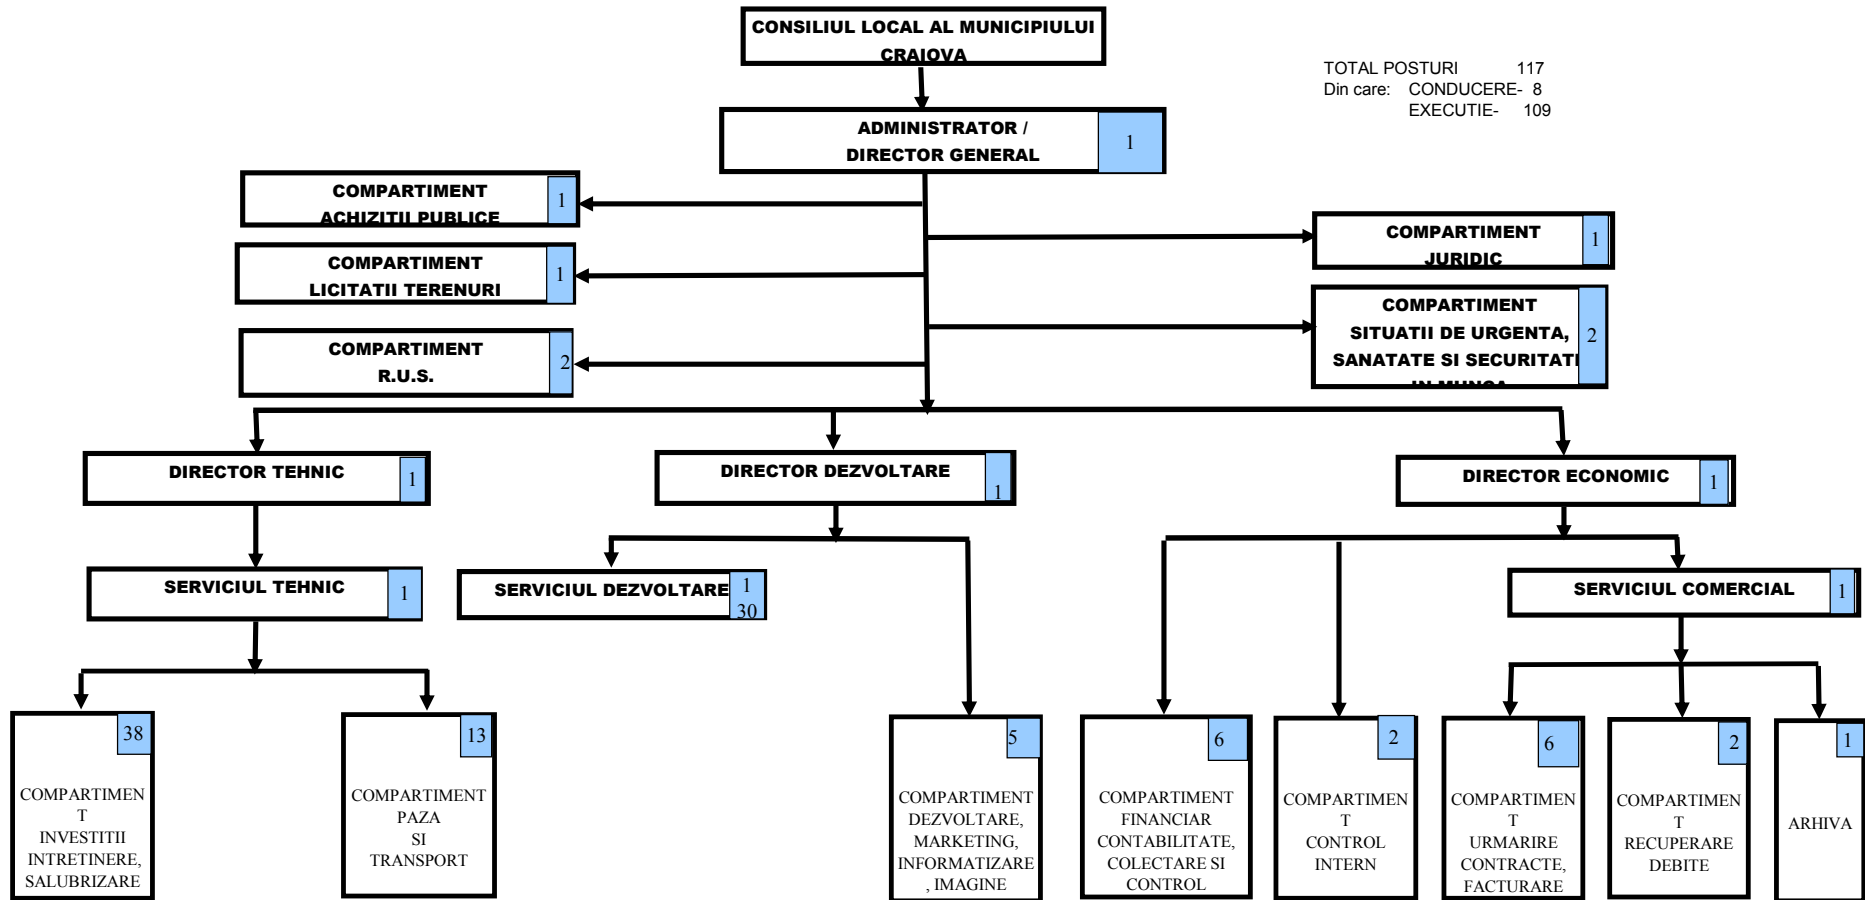 CONSILIUL LOCAL AL MUNICIPIULUI
CRAIOVA
TOTAL POSTURI 117
Din care: CONDUCERE- 8
EXECUTIE- 109
ADMINISTRATOR /
DIRECTOR GENERAL
1
COMPARTIMENT
ACHIZITII PUBLICE
1
COMPARTIMENT
JURIDIC
1
COMPARTIMENT
LICITATII TERENURI
1
COMPARTIMENT
SITUATII DE URGENTA,
SANATATE SI SECURITATE
IN MUNCA
2
COMPARTIMENT
R.U.S.
2
DIRECTOR TEHNIC
1
DIRECTOR DEZVOLTARE
1
DIRECTOR ECONOMIC
1
SERVICIUL TEHNIC
1
SERVICIUL DEZVOLTARE
1
30
SERVICIUL COMERCIAL
1
38
COMPARTIMEN
T
INVESTITII
INTRETINERE,
SALUBRIZARE
13
COMPARTIMENT
PAZA
SI
TRANSPORT
5
COMPARTIMENT
DEZVOLTARE,
MARKETING,
INFORMATIZARE
, IMAGINE
6
COMPARTIMENT
FINANCIAR
CONTABILITATE,
COLECTARE SI
CONTROL
2
COMPARTIMEN
T
CONTROL
INTERN
6
COMPARTIMEN
T
URMARIRE
CONTRACTE,
FACTURARE
2
COMPARTIMEN
T
RECUPERARE
DEBITE
1
ARHIVA